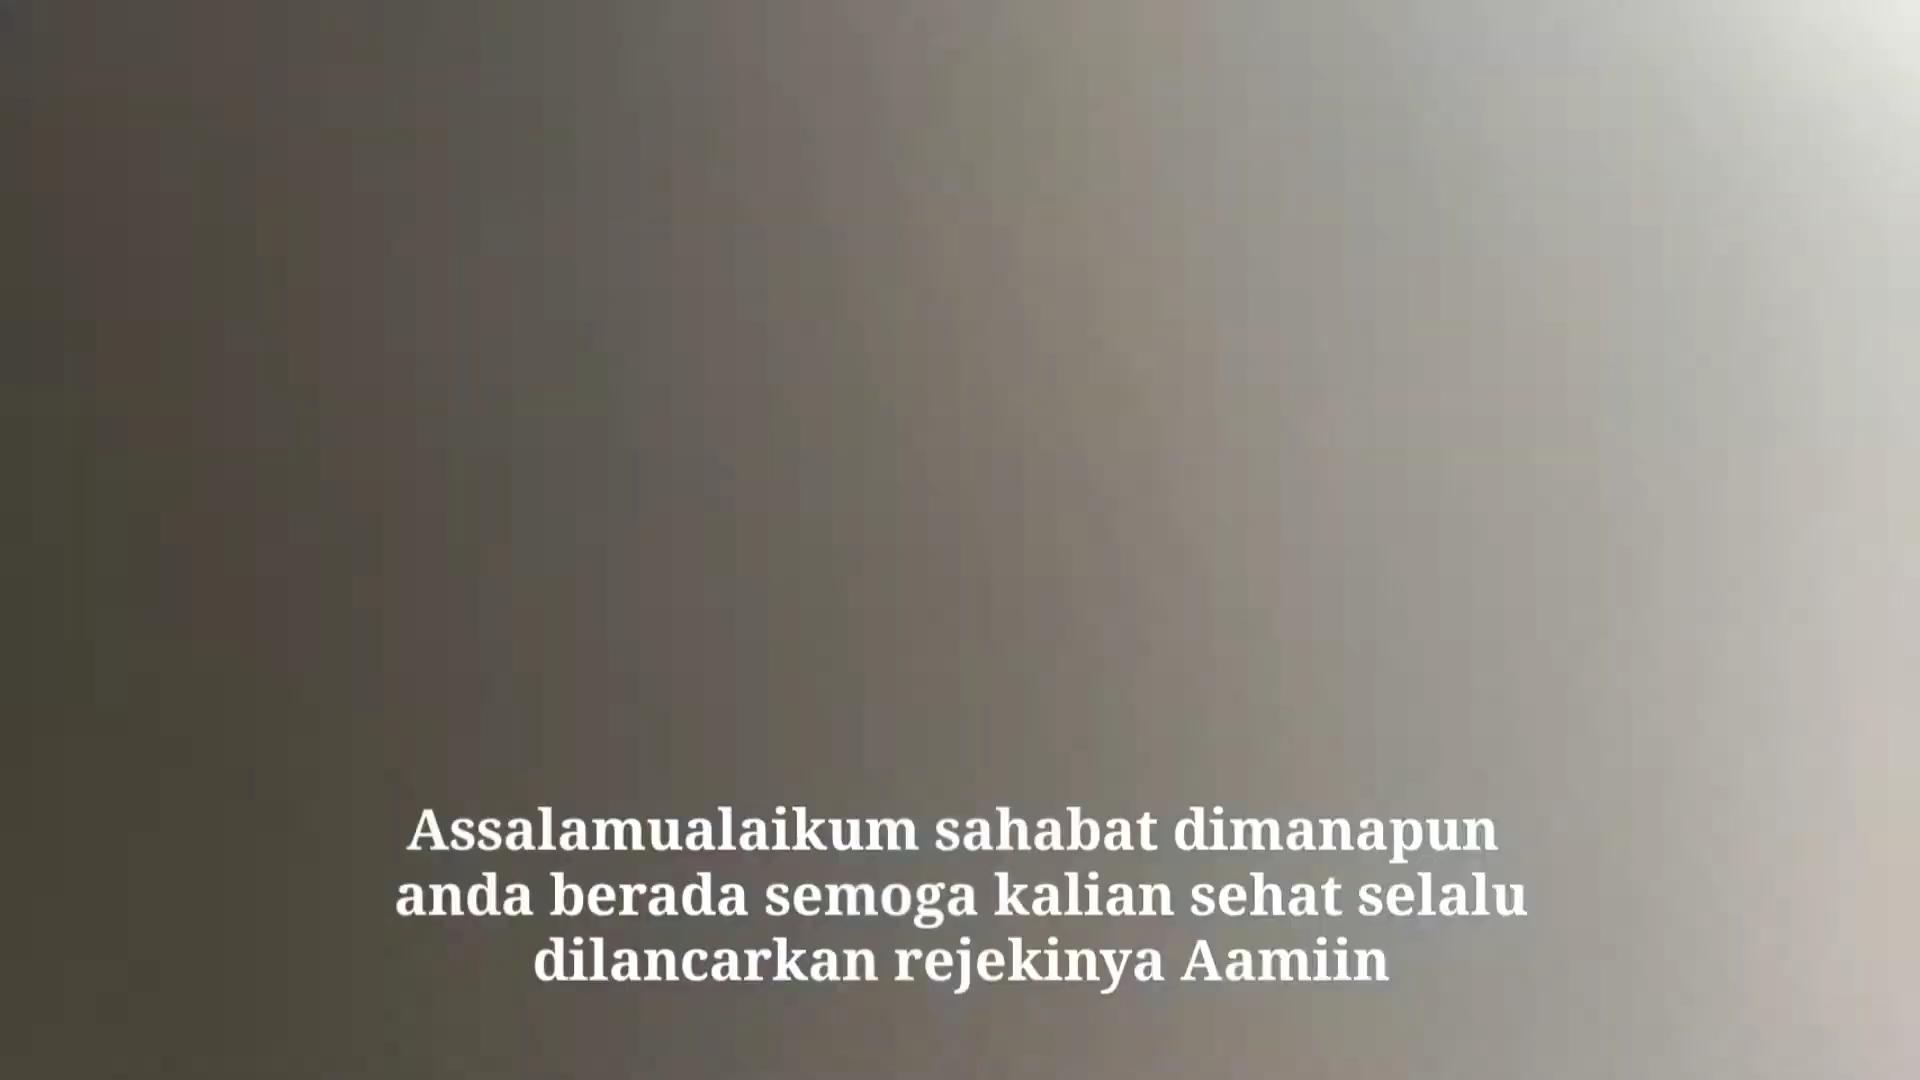 Assalamualaikum sahabat dimanapun
anda berada semoga kalian sehat selalu
dilancarkan rejekinya Aamiin